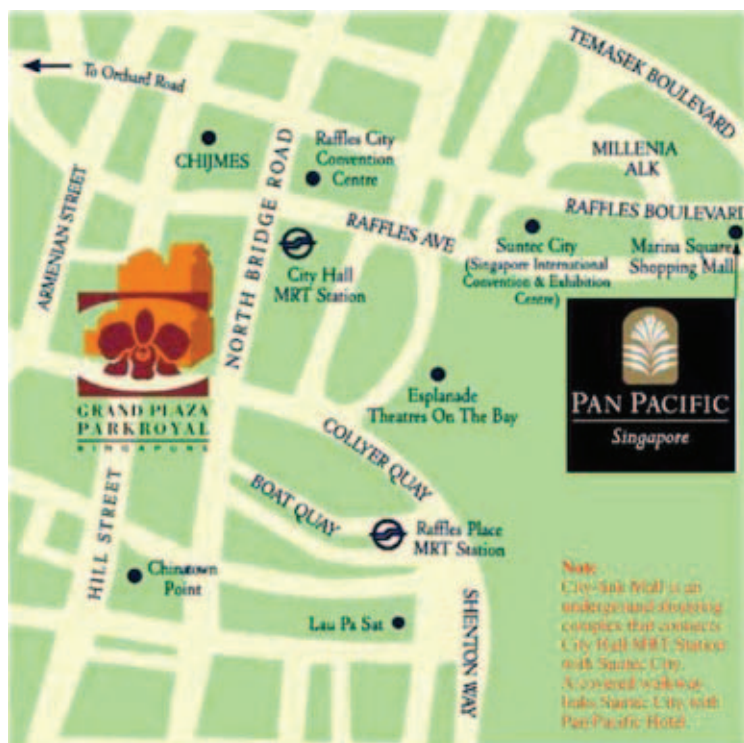 TEMASEK BOULEVARD
To Orchard Road
CHIJMES
Raffles City
Convention
Centre
MILLENIA
ALK
ARMENIAN STREET
NORTH BRIDGE ROAD
RAFFLES BOULEVARD
RAFFLES AVE
Suntec City
(Singapore International
Convention & Exhibition
Centre)
Marina Square
Shopping Mall
City Hall
MRT Station
GRAND PLAZA
PARKROYAL
SINGAPORE
Esplanade
Theatres On The Bay
PAN PACIFIC
Singapore
COLLYER QUAY
BOAT QUAY
Raffles Place
MRT Station
HILL STREET
Chinatown
Point
Lau Pa Sat
SHENTON WAY
Note
City-link Mall is an
underground shopping
complex that connects
City Hall MRT Station
with Suntec City.
A covered walkway
links Suntec City with
Pan Pacific Hotel.